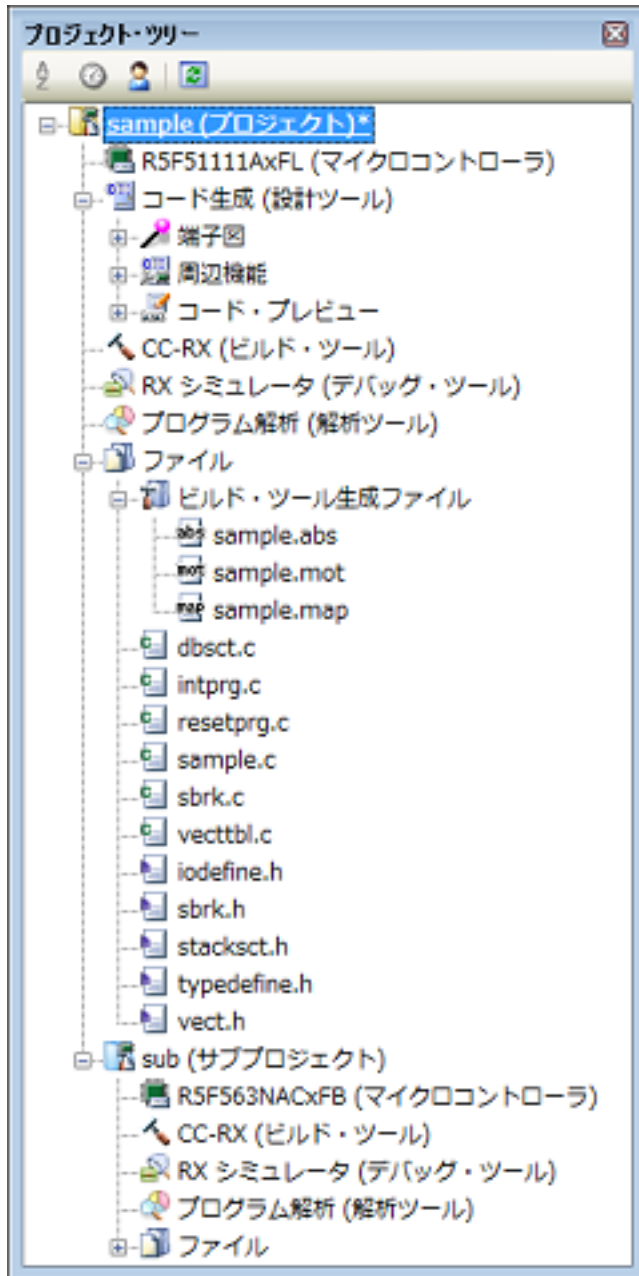 プロジェクト・ツリー
sample (プロジェクト)*
R5F51111AxFL (マイクロコントローラ)
コード生成 (設計ツール)
端子図
周辺機能
コード・プレビュー
CC-RX (ビルド・ツール)
RX シミュレータ (デバッグ・ツール)
プログラム解析 (解析ツール)
ファイル
ビルド・ツール生成ファイル
abs sample.abs
mot sample.mot
map sample.map
dbsct.c
intprg.c
resetprg.c
sample.c
sbrk.c
vecttbl.c
iodefine.h
sbrk.h
stacksct.h
typedefine.h
vect.h
sub (サブプロジェクト)
R5F563NACxFB (マイクロコントローラ)
CC-RX (ビルド・ツール)
RX シミュレータ (デバッグ・ツール)
プログラム解析 (解析ツール)
ファイル